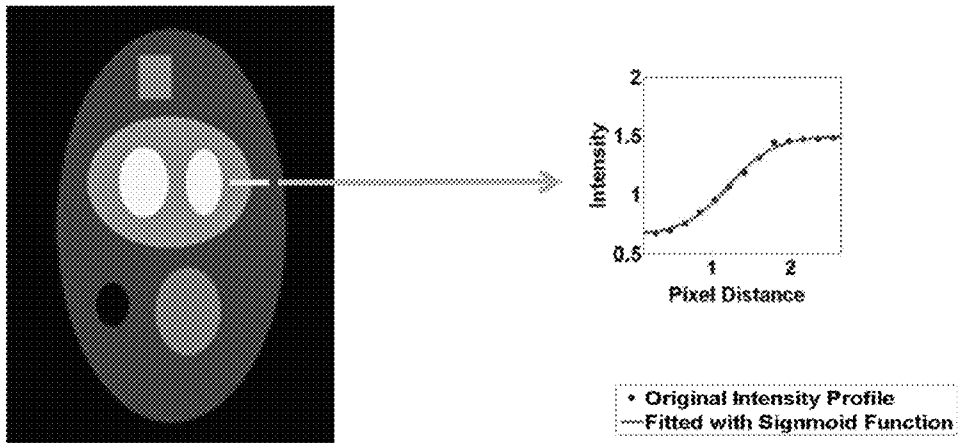 2
1.5
1
0.5
Intensity
1
2
Pixel Distance
Original Intensity Profile
Fitted with Signmoid Function